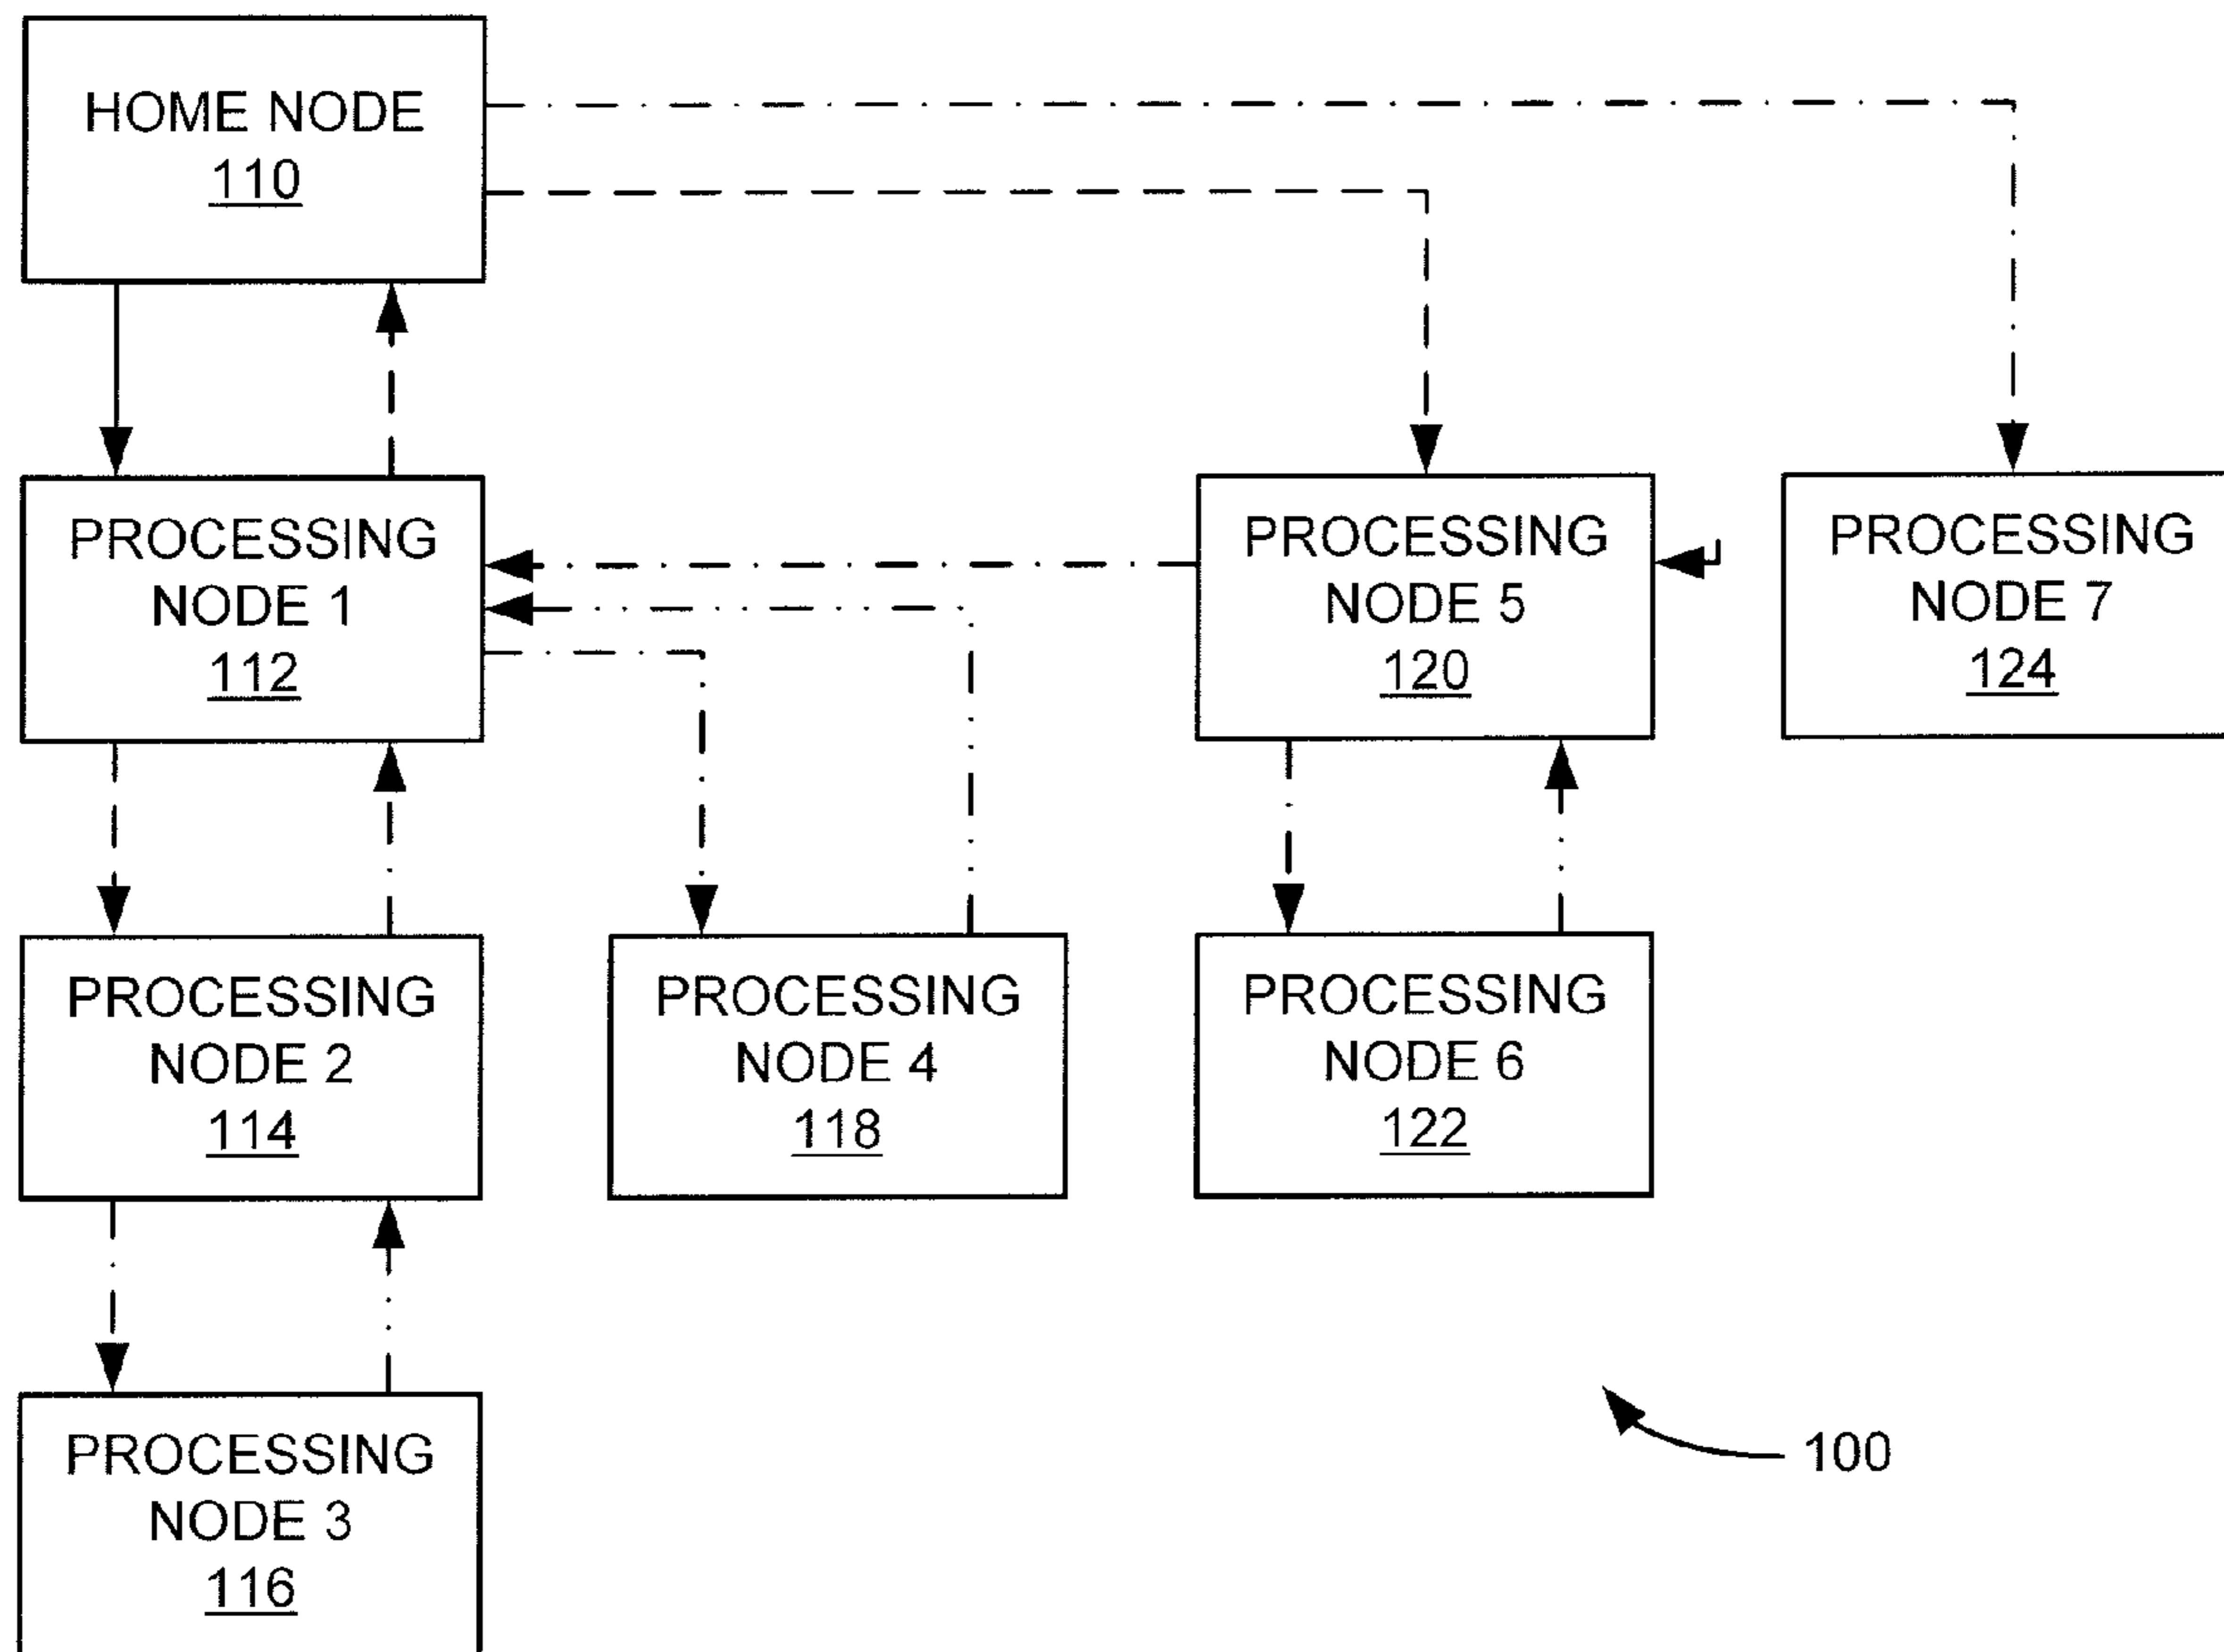 HOME NODE
110
PROCESSING
NODE 1
112
PROCESSING
NODE 5
120
PROCESSING
NODE 7
124
PROCESSING
NODE 2
114
PROCESSING
NODE 4
118
PROCESSING
NODE 6
122
PROCESSING
NODE 3
116
100